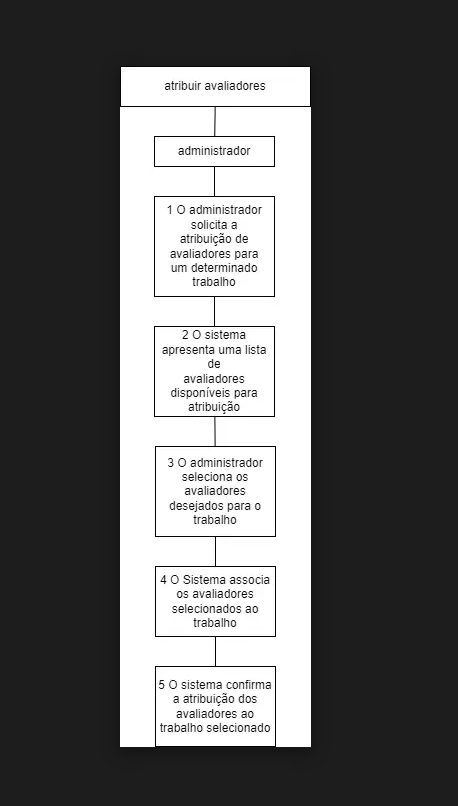 atribuir avaliadores
administrador
1 O administrador
solicita a
atribuição de
avaliadores para
um determinado
trabalho
2 O sistema
apresenta uma lista
de
avaliadores
disponíveis para
atribuição
3 O administrador
seleciona os
avaliadores
desejados para o
trabalho
4 O Sistema associa
os avaliadores
selecionados ao
trabalho
5 O sistema confirma
a atribuição dos
avaliadores ao
trabalho selecionado